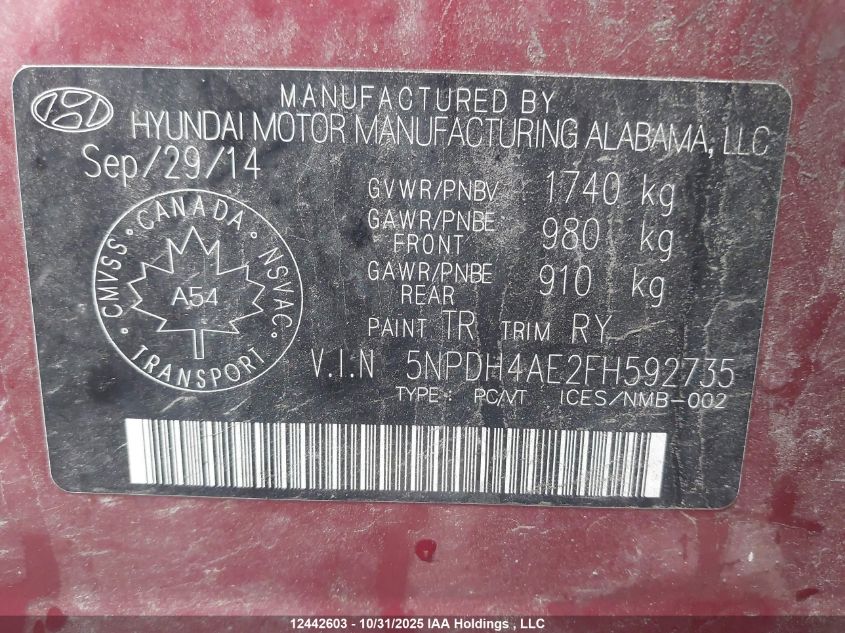 MANUFACTURED BY
HYUNDAI MOTOR MANUFACTURING ALABAMA, LLC
Sep/29/14
GVWR/PNBV 1740 kg
GAWR/PNBE FRONT 980 kg
GAWR/PNBE REAR 910 kg
PAINT TR TRIM RY
V.I.N 5NPDH4AE2FH592735
TYPE: PC/VT ICES/NMB-002
CANADA
CMVSS
NSVAC
A54
TRANSPORT
12442603 - 10/31/2025 IAA Holdings, LLC